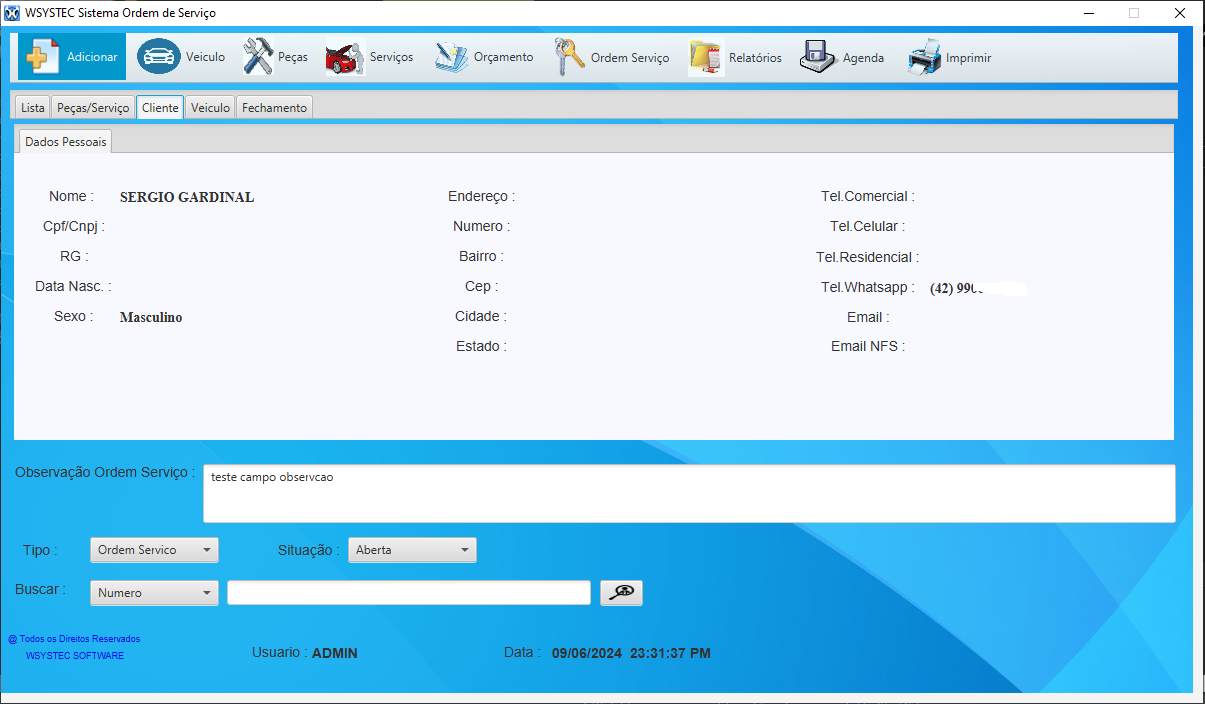 WSYSTEC Sistema Ordem de Serviço
Adicionar Veiculo Peças Serviços Orçamento Ordem Serviço Relatórios Agenda Imprimir
Lista Peças/Serviço Cliente Veiculo Fechamento
Dados Pessoais
Nome : SERGIO GARDINAL Endereço : Tel.Comercial :
Cpf/Cnpj : Numero : Tel.Celular :
RG : Bairro : Tel.Residencial :
Data Nasc. : Cep : Tel.Whatsapp : (42) 990
Sexo : Masculino Cidade : Email :
Estado : Email NFS :
Observação Ordem Serviço : teste campo observcao
Tipo : Ordem Servico Situação : Aberta
Buscar : Numero
@ Todos os Direitos Reservados
WSYSTEC SOFTWARE
Usuario : ADMIN Data : 09/06/2024 23:31:37 PM